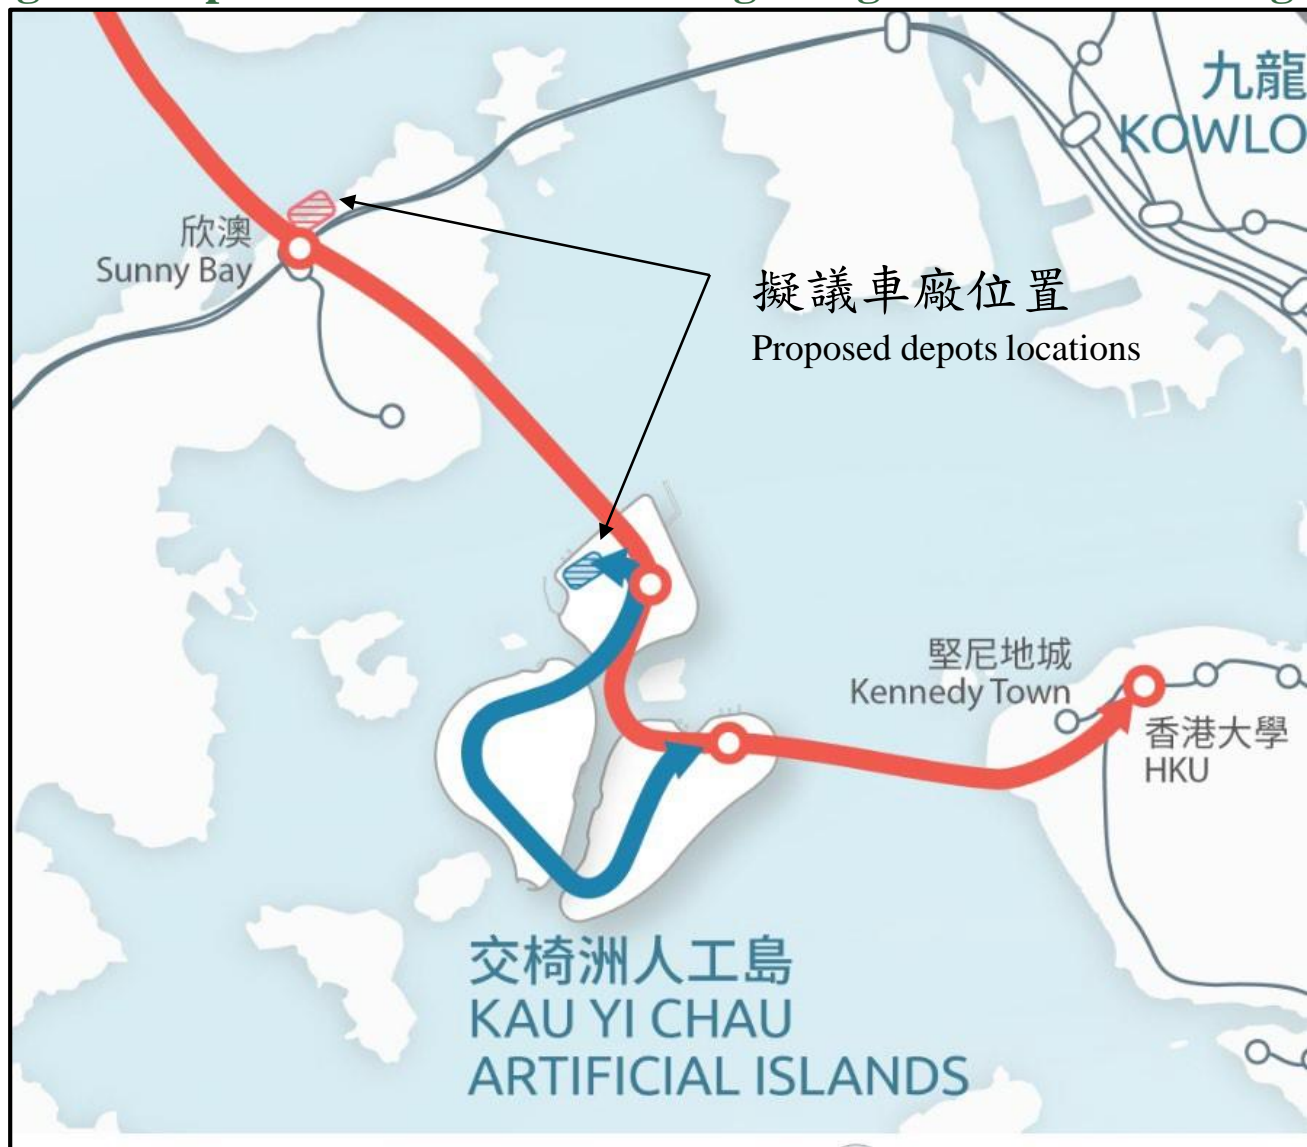 九龍
KOWLO
欣澳
Sunny Bay
擬議車廠位置
Proposed depots locations
堅尼地城
Kennedy Town
香港大學
HKU
交椅洲人工島
KAU YI CHAU
ARTIFICIAL ISLANDS